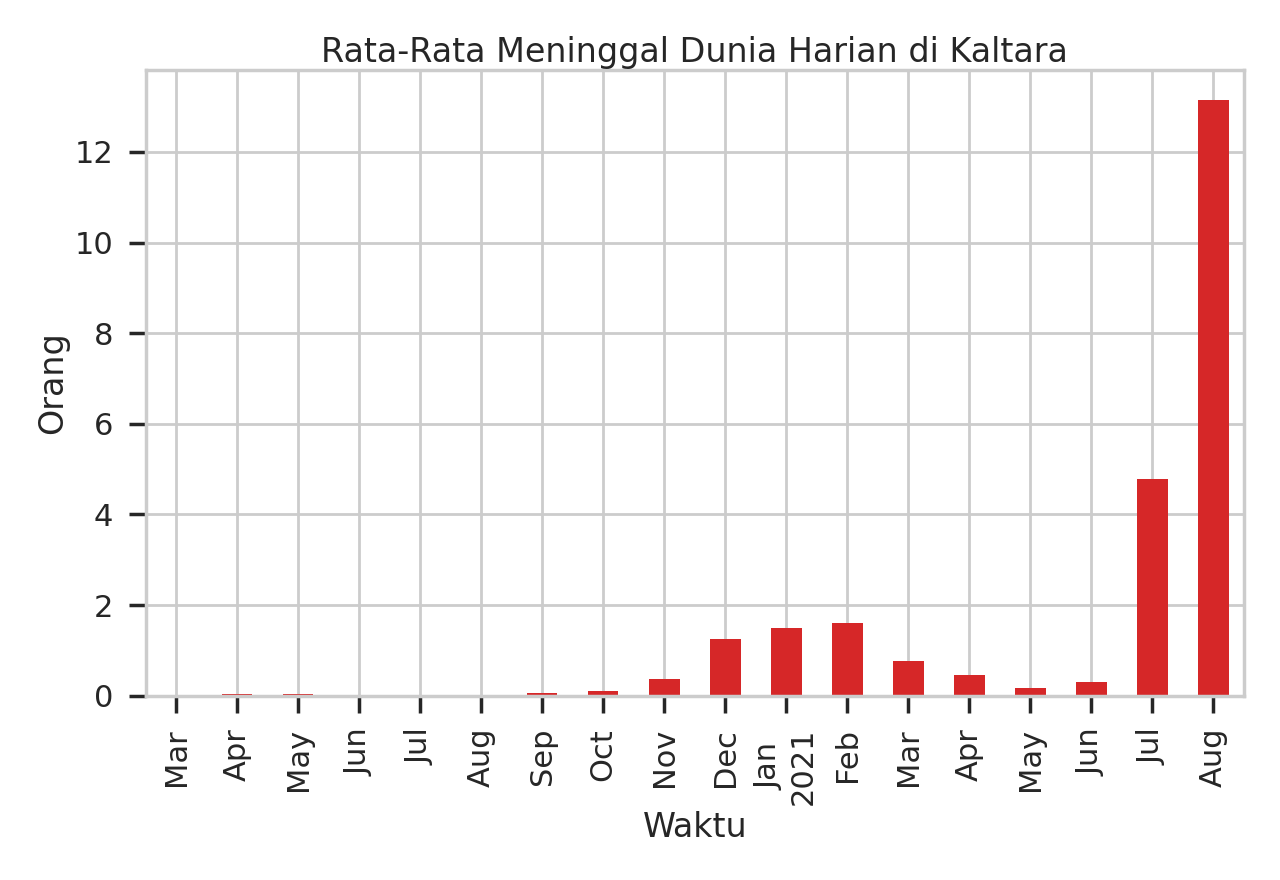 Rata-Rata Meninggal Dunia Harian di Kaltara
Orang
12
10
8
6
4
2
0
Mar
Apr
May
Jun
Jul
Aug
Sep
Oct
Nov
Dec
Jan
2021
Feb
Mar
Apr
May
Jun
Jul
Aug
Waktu